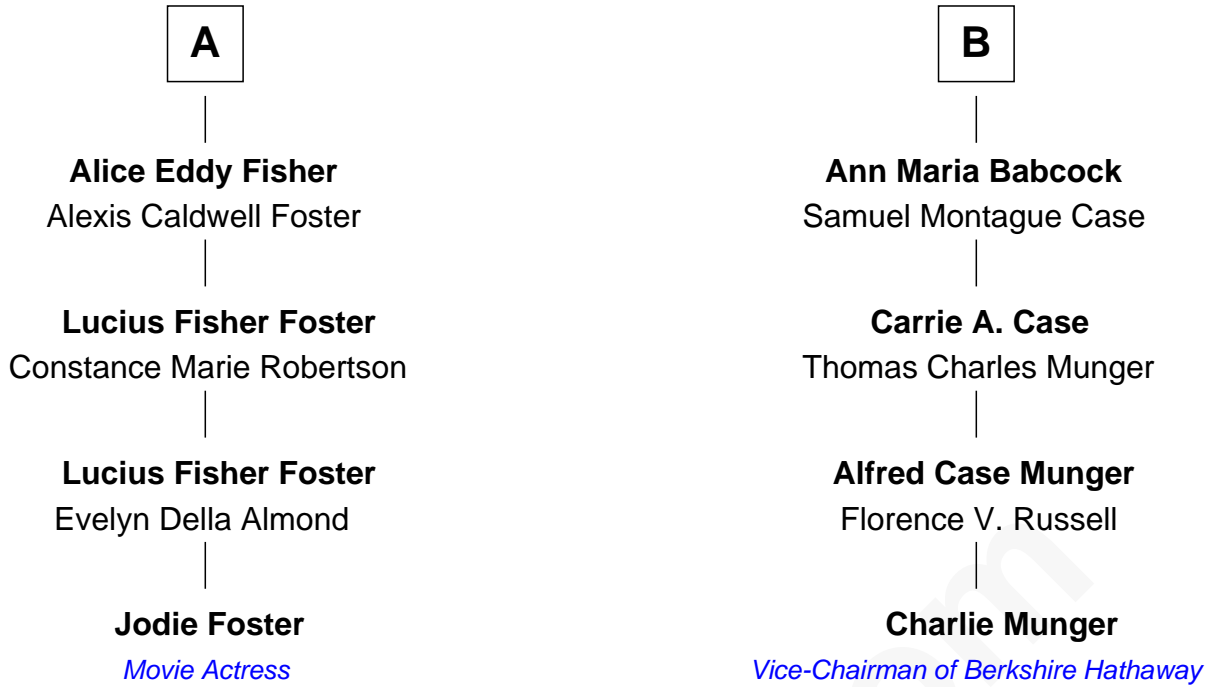 A
Alice Eddy Fisher
Alexis Caldwell Foster
Lucius Fisher Foster
Constance Marie Robertson
Lucius Fisher Foster
Evelyn Della Almond
Jodie Foster
Movie Actress
B
Ann Maria Babcock
Samuel Montague Case
Carrie A. Case
Thomas Charles Munger
Alfred Case Munger
Florence V. Russell
Charlie Munger
Vice-Chairman of Berkshire Hathaway